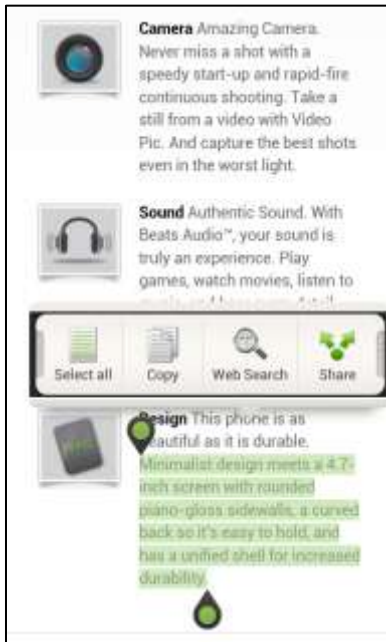 Camera Amazing Camera.
Never miss a shot with a
speedy start-up and rapid-fire
continuous shooting. Take a
still from a video with Video
Pic. And capture the best shots
even in the worst light.
Sound Authentic Sound. With
Beats Audio™, your sound is
truly an experience. Play
games, watch movies, listen to
Select all
Copy
Web Search
Share
Design This phone is as
beautiful as it is durable.
Minimalist design meets a 4.7-
inch screen with rounded
piano-gloss sidewalls, a curved
back so it's easy to hold, and
has a unified shell for increased
durability.